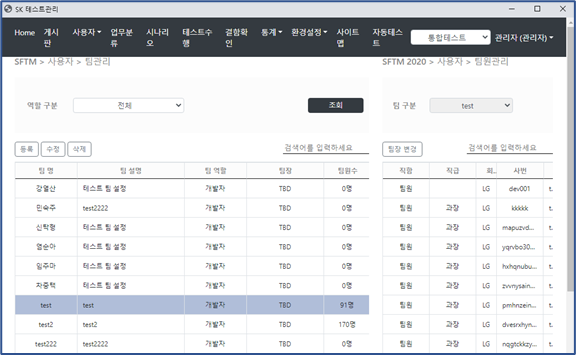 SK 테스트관리
Home 게시판 사용자 업무분류 시나리오 테스트수행 결함확인 통계 환경설정 사이트맵 자동테스트 통합테스트 관리자 (관리자)
SFTM > 사용자 > 팀관리
SFTM 2020 > 사용자 > 팀원관리
역할 구분 전체 조회
팀 구분 test
등록 수정 삭제 검색어를 입력하세요
팀장 변경 검색어를 입력하세요
팀 명 팀 설명 팀 역할 팀장 팀원수
강열산 테스트 팀 설정 개발자 TBD 0명
민숙주 test2222 개발자 TBD 0명
신탁평 테스트 팀 설정 개발자 TBD 0명
염순아 테스트 팀 설정 개발자 TBD 0명
임주마 테스트 팀 설정 개발자 TBD 0명
차중택 테스트 팀 설정 개발자 TBD 0명
test test 개발자 TBD 91명
test2 test2 개발자 TBD 170명
test222 test2222 개발자 TBD 0명
직함 직급 회.. 사번
팀원 LG dev001 t.
팀원 과장 LG kkkkk t.
팀원 과장 LG mapuzvd... t.
팀원 과장 LG yqrvbo30... t.
팀원 과장 LG hxhqnubu... t.
팀원 과장 LG zvvnysain... t.
팀원 과장 LG pmhnzein... t.
팀원 과장 LG dvesrxhyn... t.
팀원 과장 LG nqgtckkzy... t.